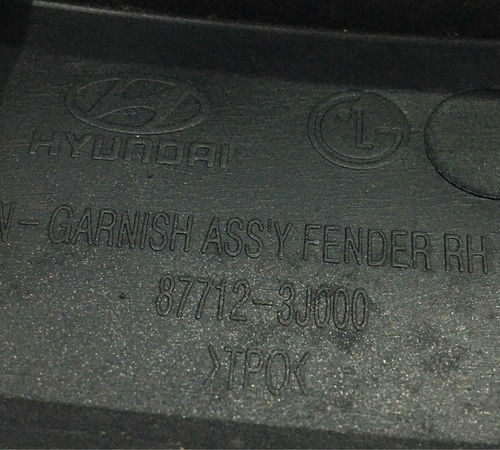 HYUNDAI
LG
N-GARNISH ASS'Y FENDER RH
87712-3J000
>TPO<